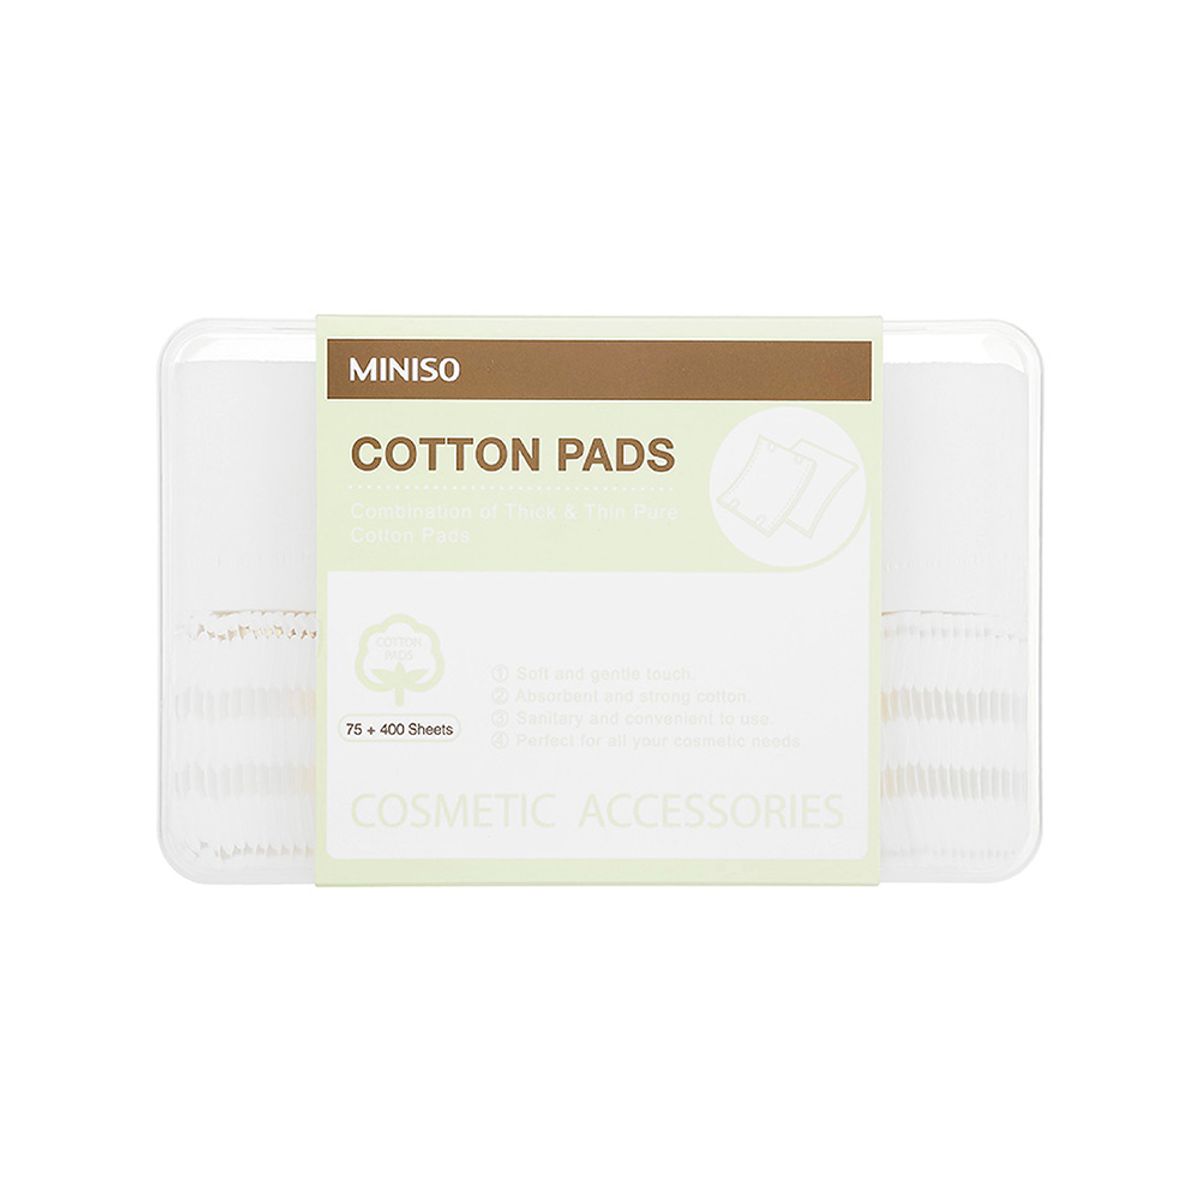 MINISO
COTTON PADS
Combination of Thick & Thin Pure
Cotton Pads
COTTON
PADS
75 + 400 Sheets
① Soft and gentle touch.
② Absorbent and strong cotton.
③ Sanitary and convenient to use.
④ Perfect for all your cosmetic needs
COSMETIC ACCESSORIES